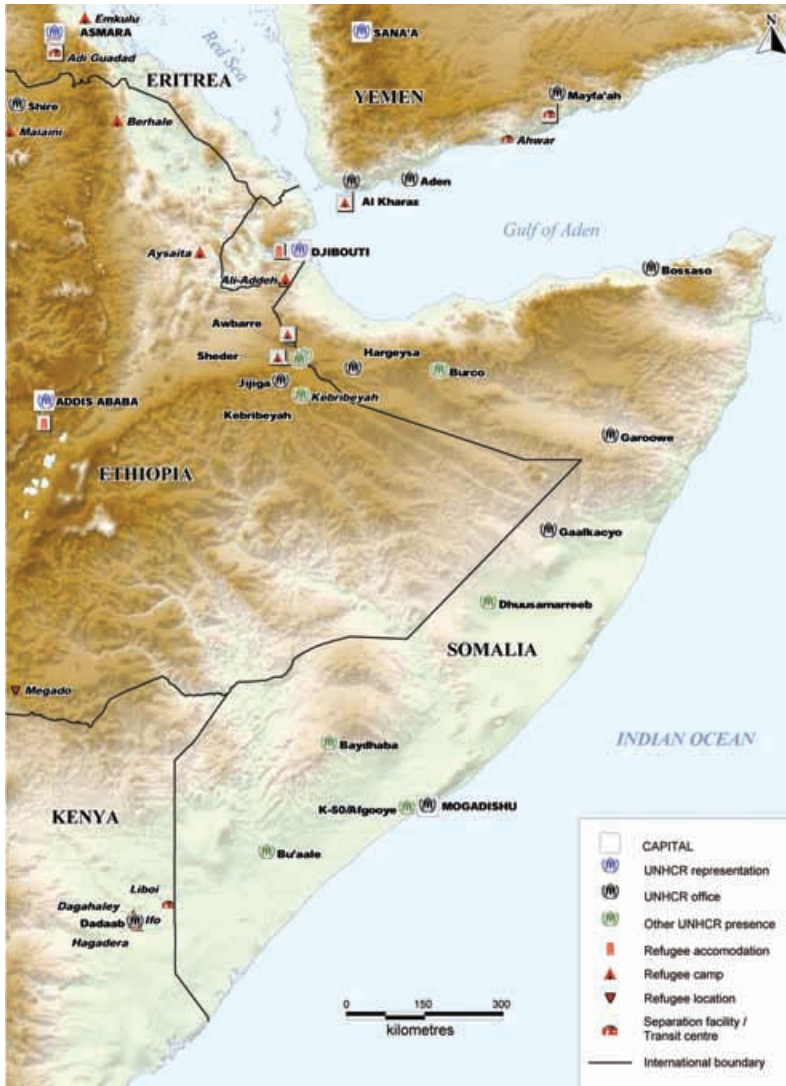 Emkulu
ASMARA
Adi Guadad
Red Sea
SANA'A
N
ERITREA
YEMEN
Mayfa'ah
Shire
Berhale
Maiaini
Ahwar
Aden
Al Kharaz
Gulf of Aden
Aysaita
DJIBOUTI
Ali-Addeh
Bossaso
Awbarre
Sheder
Hargeysa
Burco
Jijiga
Kebribeyah
ADDIS ABABA
Kebribeyah
Garoowe
ETHIOPIA
Gaalkacyo
Dhuusamarreeb
SOMALIA
Megado
INDIAN OCEAN
Baydhaba
KENYA
K-50/Afgooye
MOGADISHU
Bu'aale
Liboi
Dagahaley
Dadaab
Ifo
Hagadera
0 150 300
kilometres
CAPITAL
UNHCR representation
UNHCR office
Other UNHCR presence
Refugee accomodation
Refugee camp
Refugee location
Separation facility /
Transit centre
International boundary